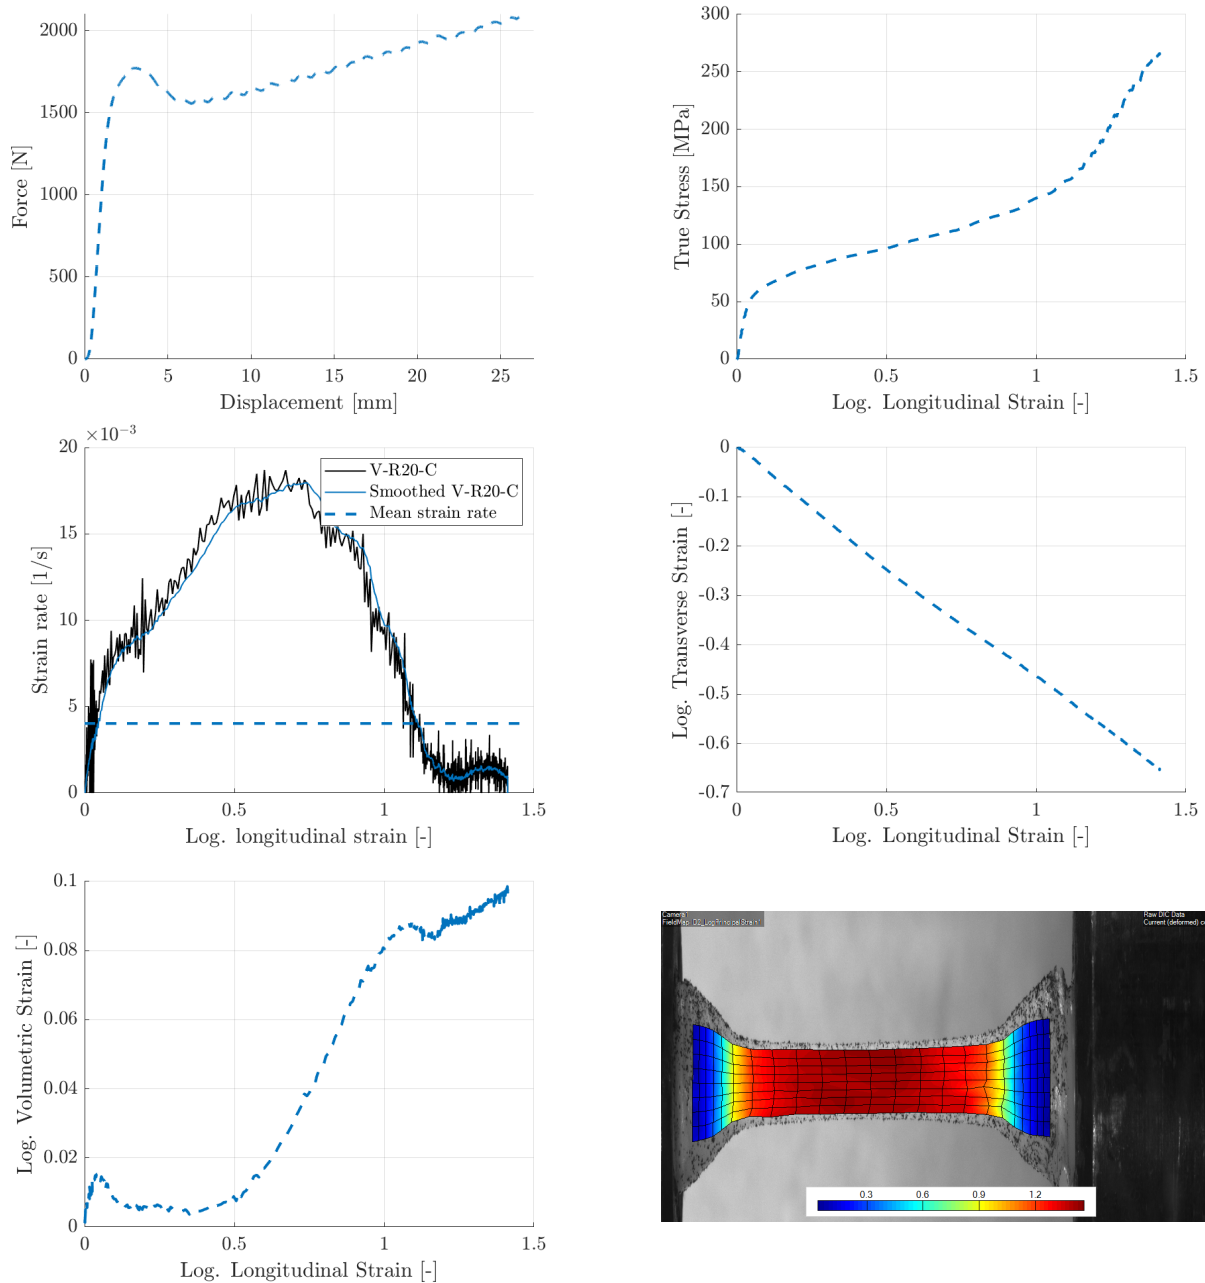 2000
1500
1000
500
0
Force [N]
0 5 10 15 20 25
Displacement [mm]
300
250
200
150
100
50
0
True Stress [MPa]
0 0.5 1 1.5
Log. Longitudinal Strain [-]
×10⁻³
20
15
10
5
0
Strain rate [1/s]
V-R20-C
Smoothed V-R20-C
Mean strain rate
0 0.5 1 1.5
Log. longitudinal strain [-]
0
-0.1
-0.2
-0.3
-0.4
-0.5
-0.6
-0.7
Log. Transverse Strain [-]
0 0.5 1 1.5
Log. Longitudinal Strain [-]
0.1
0.08
0.06
0.04
0.02
0
Log. Volumetric Strain [-]
0 0.5 1 1.5
Log. Longitudinal Strain [-]
Raw DIC Data
Current (deformed)
0.3 0.6 0.9 1.2